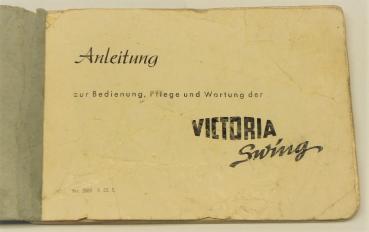 Anleitung
zur Bedienung, Pflege und Wartung der
VICTORIA
Swing